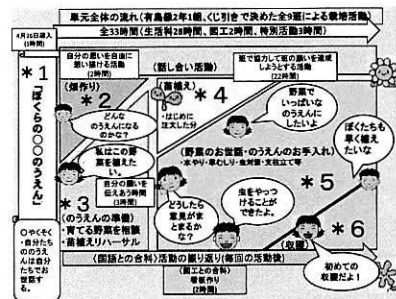 単元全体の流れ(有島線2年1組、くじ引きで決めた全9班による栽培活動)
全33時間(生活科28時間、図工2時間、特別活動3時間)
4月26日導入
(1時間)
*1
「ぼくらの〇〇のうえん」
〇やくそく
・自分たちののうえんは自分たちでお世話する。
自分の思いを自由に思い描ける活動
(2時間)
(畑作り)
*2
どんなのうえんになるのかな?
私はこの野菜を植えたい。
自分の願いを伝えあう時間
(3時間)
*3
(のうえんの準備)
・育てる野菜を相談
・苗植えリハーサル
(話し合い活動)
(苗植え)
*4
・はじめに注文した分
班で協力して班の願いを達成しようとする活動
(22時間)
野菜でいっぱいなのうえんにしたいよ
(野菜のお世話・のうえんのお手入れ)
・水やり・草むしり・虫対策・支柱立て等
ぼくたちも早く植えたいな
*5
どうしたら意見がまとまるかな?
虫をやっつけることができたよ。
*6
(収穫)
初めての収穫だよ!
(国語との合科)活動の振り返り(毎回の活動後)
(図工との合科)
看板作り
(2時間)